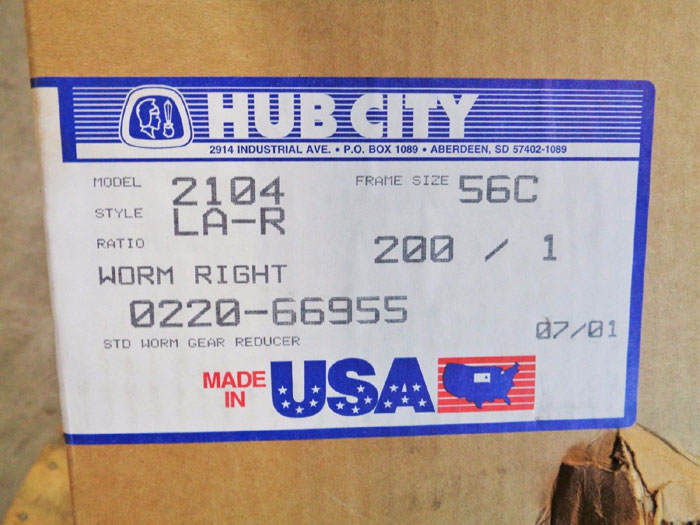 HUB CITY
2914 INDUSTRIAL AVE. • P.O. BOX 1089 • ABERDEEN, SD 57402-1089
MODEL 2104 FRAME SIZE 56C
STYLE LA-R
RATIO 200 / 1
WORM RIGHT
0220-66955
STD WORM GEAR REDUCER 07/01
MADE IN USA